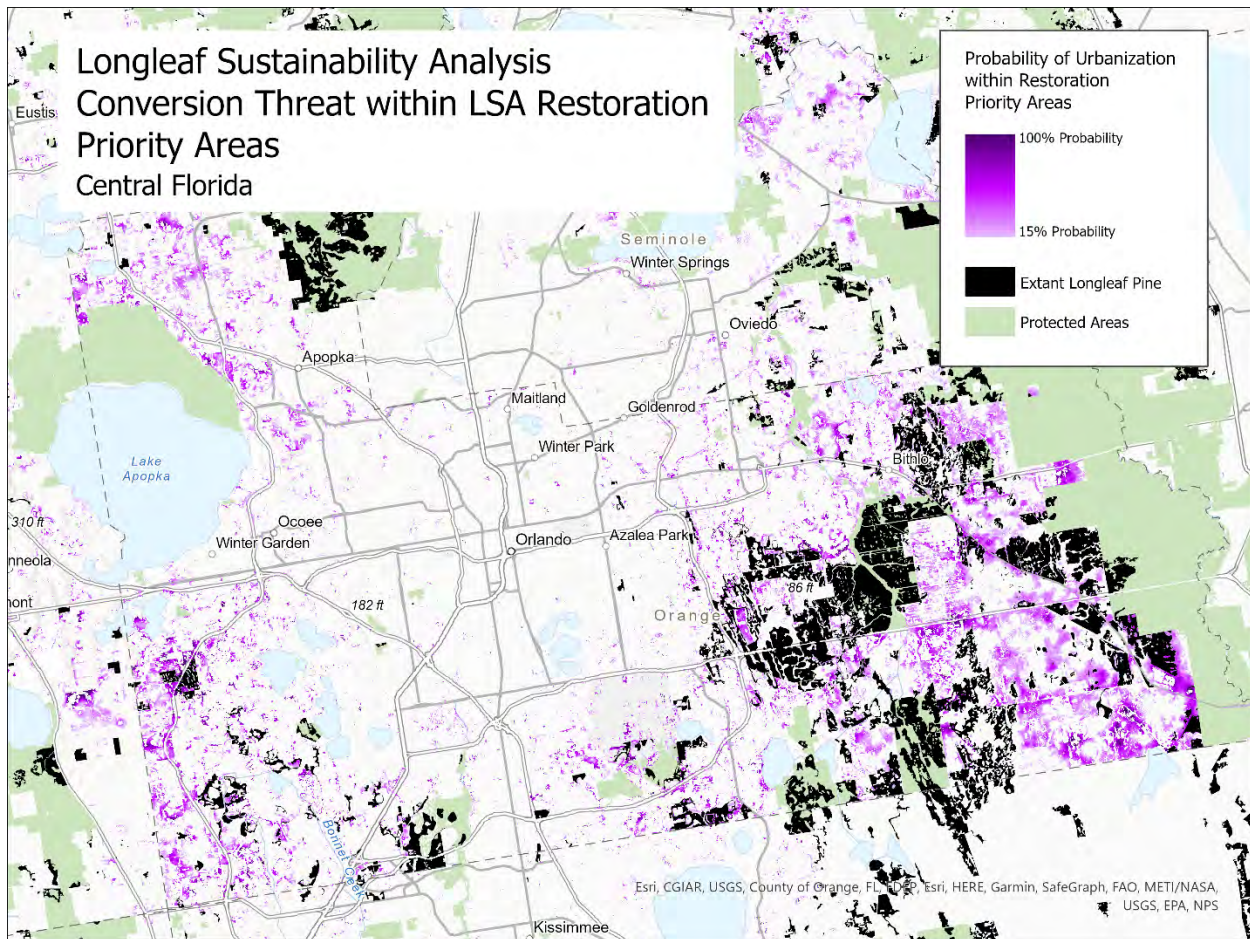 Longleaf Sustainability Analysis
Conversion Threat within LSA Restoration
Priority Areas
Central Florida
Probability of Urbanization
within Restoration
Priority Areas
100% Probability
15% Probability
Extant Longleaf Pine
Protected Areas
Eustis
Seminole
Winter Springs
Oviedo
Apopka
Maitland
Goldenrod
Winter Park
Bithlo
Lake
Apopka
310 ft
Ocoee
Winter Garden
Orlando
Azalea Park
nneola
86 ft
182 ft
mont
Orange
Bonnet Creek
Esri, CGIAR, USGS, County of Orange, FL, FDEP, Esri, HERE, Garmin, SafeGraph, FAO, METI/NASA,
USGS, EPA, NPS
Kissimmee